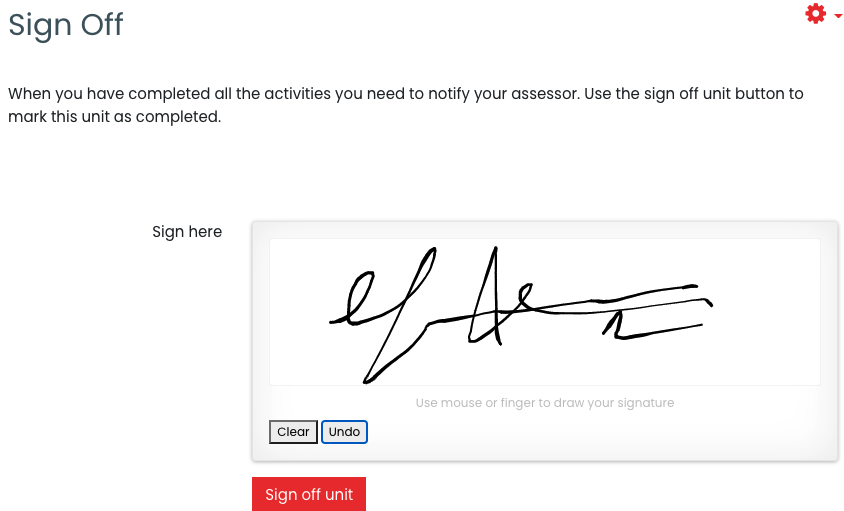 Sign Off
When you have completed all the activities you need to notify your assessor. Use the sign off unit button to
mark this unit as completed.
Sign here
Use mouse or finger to draw your signature
Clear Undo
Sign off unit